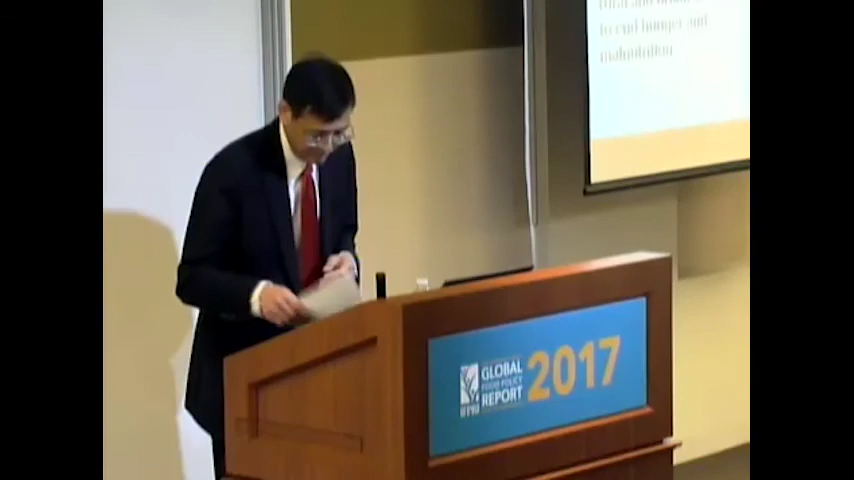 to end hunger and
malnutrition
GLOBAL
FOOD POLICY
REPORT
2017
IFPRI